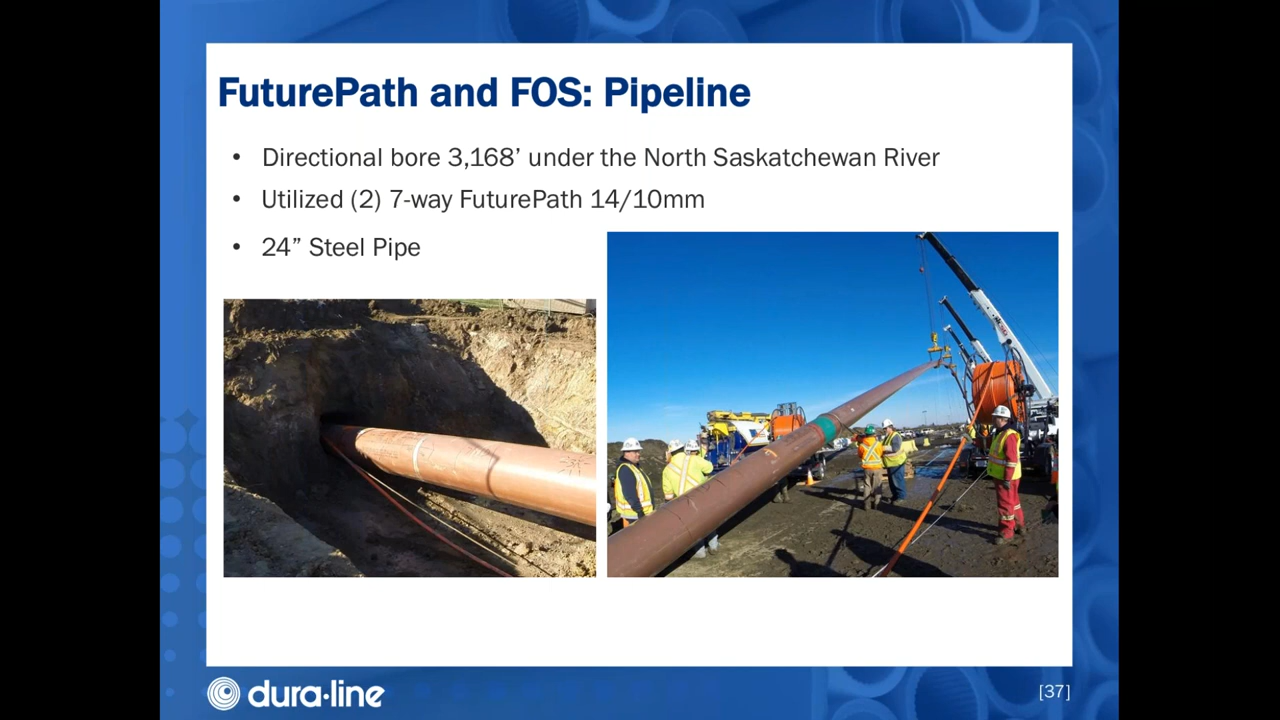 FuturePath and FOS: Pipeline
• Directional bore 3,168’ under the North Saskatchewan River
• Utilized (2) 7-way FuturePath 14/10mm
• 24” Steel Pipe
dura·line
[37]